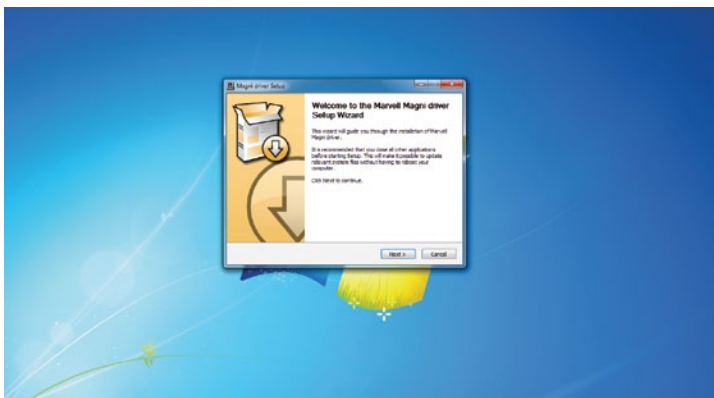 Magni driver Setup
Welcome to the Marvell Magni driver
Setup Wizard
This wizard will guide you through the installation of Marvell
Magni driver.
It is recommended that you close all other applications
before starting Setup. This will make it possible to update
relevant system files without having to reboot your
computer.
Click Next to continue.
Next >
Cancel